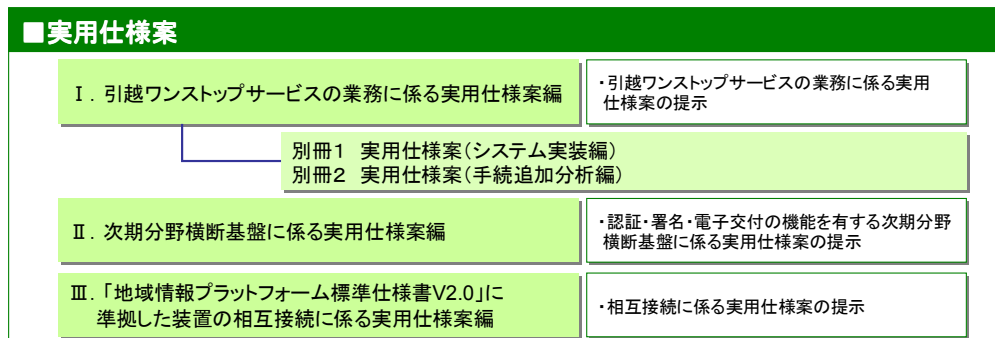 ■実用仕様案
Ⅰ. 引越ワンストップサービスの業務に係る実用仕様案編
・引越ワンストップサービスの業務に係る実用
仕様案の提示
別冊1 実用仕様案(システム実装編)
別冊2 実用仕様案(手続追加分析編)
Ⅱ. 次期分野横断基盤に係る実用仕様案編
・認証・署名・電子交付の機能を有する次期分野
横断基盤に係る実用仕様案の提示
Ⅲ. 「地域情報プラットフォーム標準仕様書V2.0」に
準拠した装置の相互接続に係る実用仕様案編
・相互接続に係る実用仕様案の提示